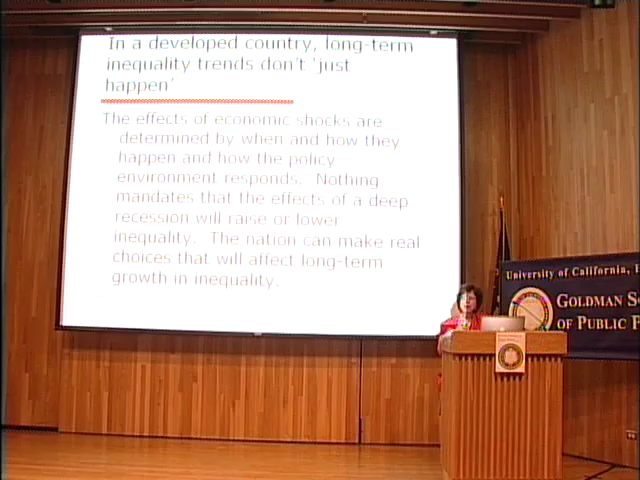 In a developed country, long-term
inequality trends don't 'just
happen'
The effects of economic shocks are
determined by when and how they
happen and how the policy
environment responds. Nothing
mandates that the effects of a deep
recession will raise or lower
inequality. The nation can make real
choices that will affect long-term
growth in inequality.
University of California,
GOLDMAN
OF PUBLIC